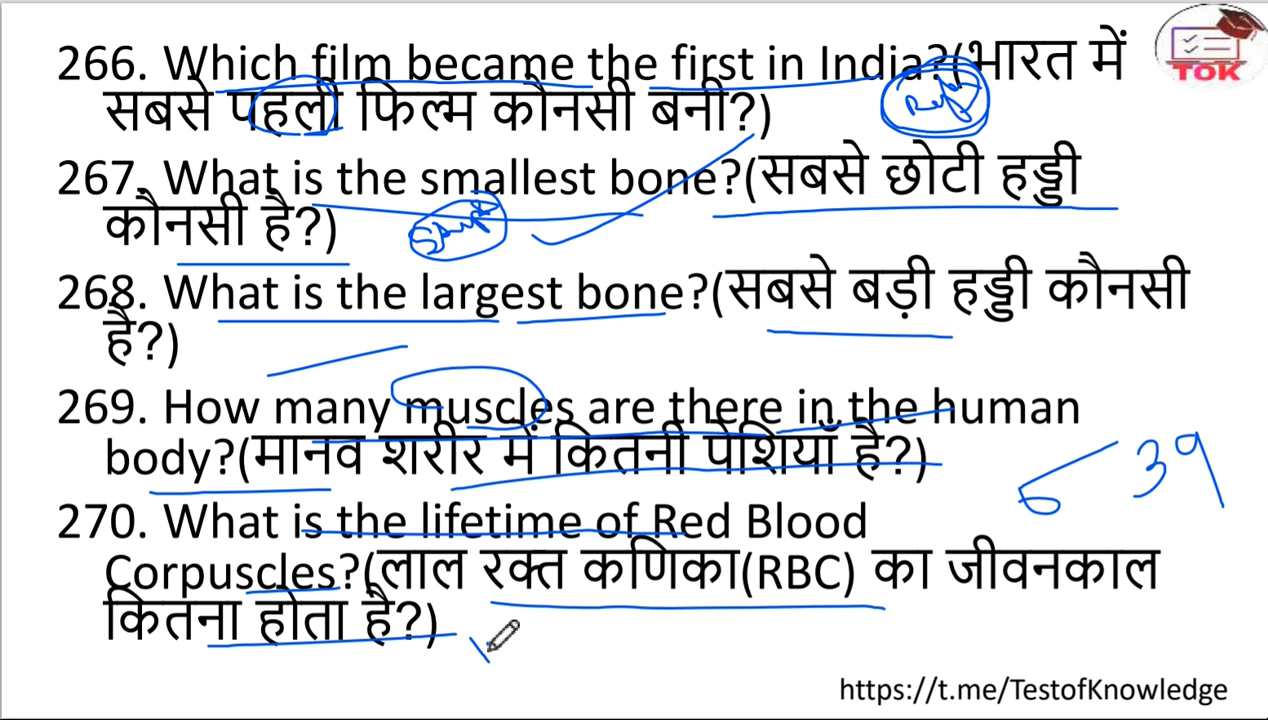 266. Which film became the first in India?(भारत में
सबसे पहली फिल्म कौनसी बनी?)
267. What is the smallest bone?(सबसे छोटी हड्डी
कौनसी है?)
268. What is the largest bone?(सबसे बड़ी हड्डी कौनसी
है?)
269. How many muscles are there in the human
body?(मानव शरीर में कितनी पेशियाँ है?)
639
270. What is the lifetime of Red Blood
Corpuscles?(लाल रक्त कणिका(RBC) का जीवनकाल
कितना होता है?)
https://t.me/TestofKnowledge
TOK